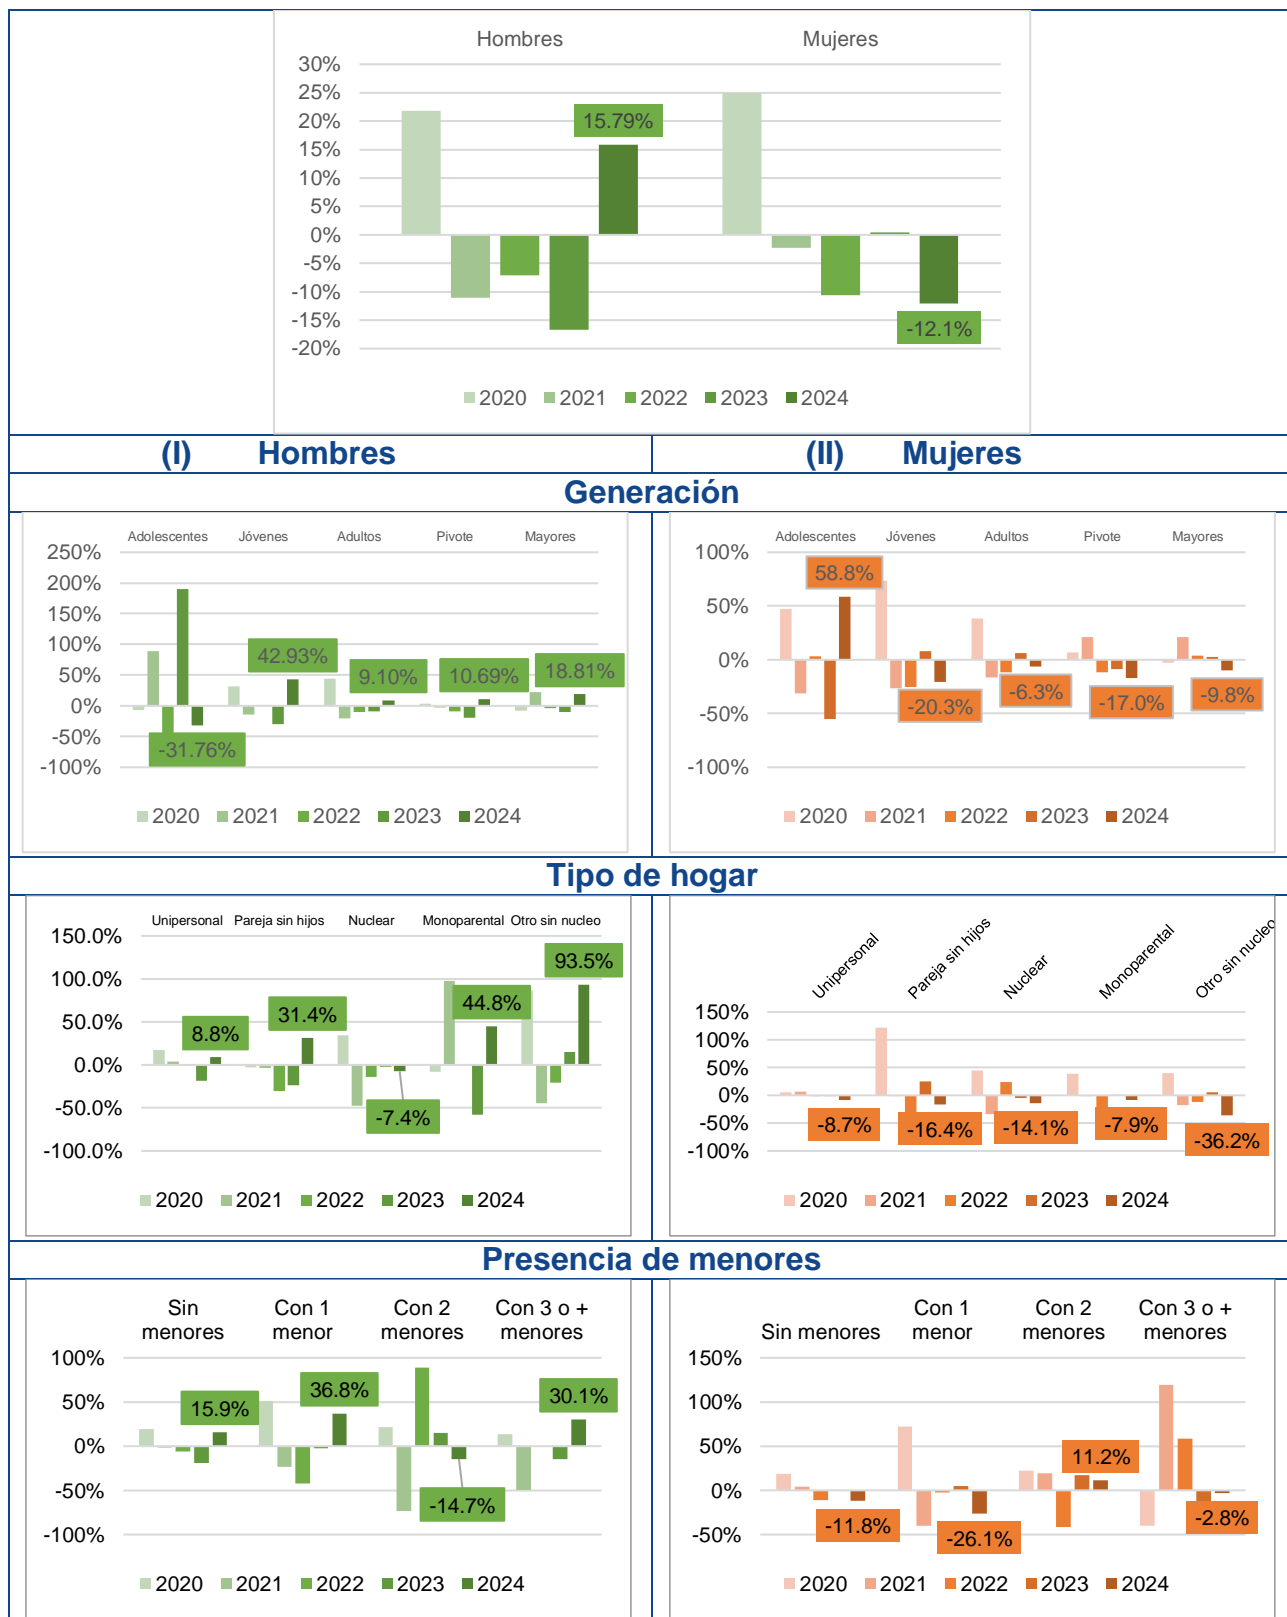 Hombres Mujeres
30%
25%
20%
15%
10%
5%
0%
-5%
-10%
-15%
-20%
15.79%
-12.1%
2020 2021 2022 2023 2024
(I) Hombres
(II) Mujeres
Generación
Adolescentes Jóvenes Adultos Pivote Mayores
250%
200%
150%
100%
50%
0%
-50%
-100%
-31.76%
42.93%
9.10%
10.69%
18.81%
2020 2021 2022 2023 2024
Adolescentes Jóvenes Adultos Pivote Mayores
100%
50%
0%
-50%
-100%
58.8%
-20.3%
-6.3%
-17.0%
-9.8%
2020 2021 2022 2023 2024
Tipo de hogar
Unipersonal Pareja sin hijos Nuclear Monoparental Otro sin nucleo
150.0%
100.0%
50.0%
0.0%
-50.0%
-100.0%
8.8%
31.4%
-7.4%
44.8%
93.5%
2020 2021 2022 2023 2024
Unipersonal
Pareja sin hijos
Nuclear
Monoparental
Otro sin nucleo
150%
100%
50%
0%
-50%
-100%
-8.7%
-16.4%
-14.1%
-7.9%
-36.2%
2020 2021 2022 2023 2024
Presencia de menores
Sin menores
Con 1 menor
Con 2 menores
Con 3 o + menores
100%
50%
0%
-50%
-100%
15.9%
36.8%
-14.7%
30.1%
2020 2021 2022 2023 2024
Sin menores
Con 1 menor
Con 2 menores
Con 3 o + menores
150%
100%
50%
0%
-50%
-11.8%
-26.1%
11.2%
-2.8%
2020 2021 2022 2023 2024